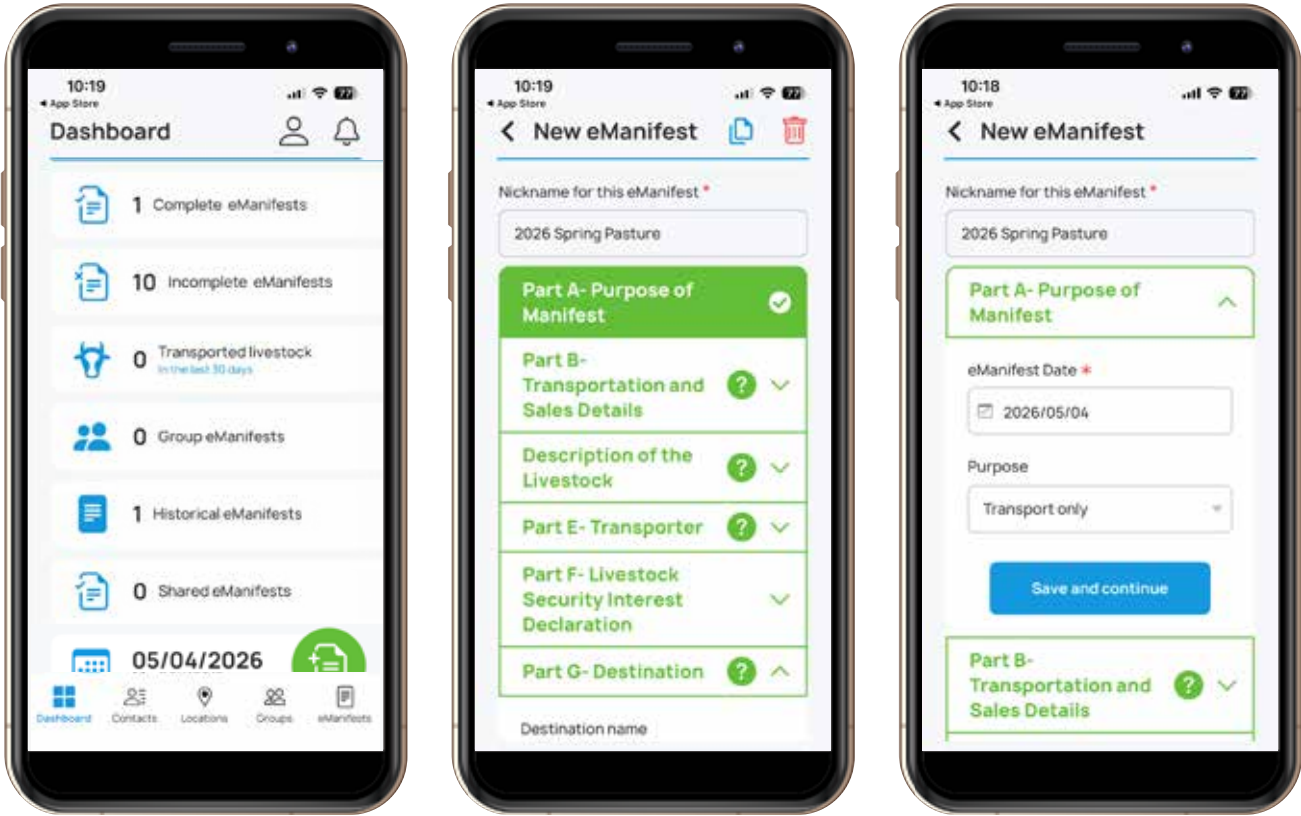 10:19
◀ App Store
77
Dashboard
1 Complete eManifests
10 Incomplete eManifests
0 Transported livestock
In the last 30 days
0 Group eManifests
1 Historical eManifests
0 Shared eManifests
05/04/2026
Dashboard Contacts Locations Groups eManifests
10:19
◀ App Store
77
New eManifest
Nickname for this eManifest *
2026 Spring Pasture
Part A- Purpose of
Manifest
Part B-
Transportation and
Sales Details
?
Description of the
Livestock
?
Part E- Transporter ?
Part F- Livestock
Security Interest
Declaration
Part G- Destination ?
Destination name
10:18
◀ App Store
77
New eManifest
Nickname for this eManifest *
2026 Spring Pasture
Part A- Purpose of
Manifest
eManifest Date *
2026/05/04
Purpose
Transport only
Save and continue
Part B-
Transportation and
Sales Details
?